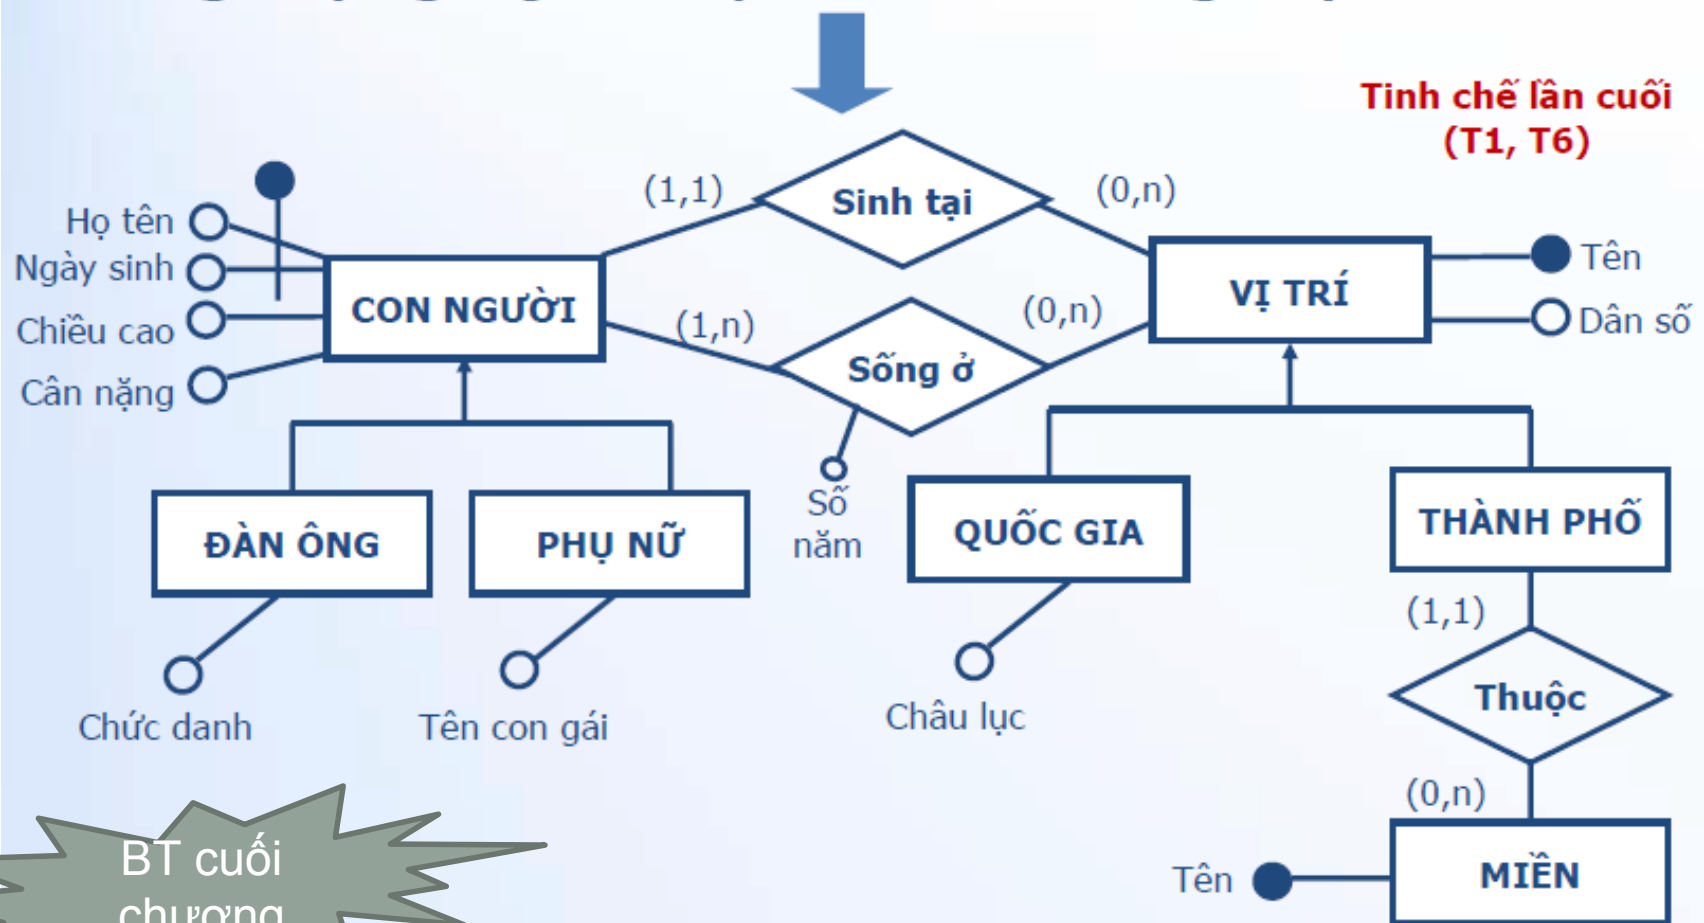 Tinh chế lần cuối
(T1, T6)
(1,1)
Sinh tại
(0,n)
Họ tên
Ngày sinh
Chiều cao
Cân nặng
CON NGƯỜI
VỊ TRÍ
Tên
Dân số
(1,n)
Sống ở
(0,n)
Số
năm
ĐÀN ÔNG
PHỤ NỮ
QUỐC GIA
THÀNH PHỐ
Chức danh
Tên con gái
Châu lục
(1,1)
Thuộc
(0,n)
Tên
MIỀN
BT cuối
chương